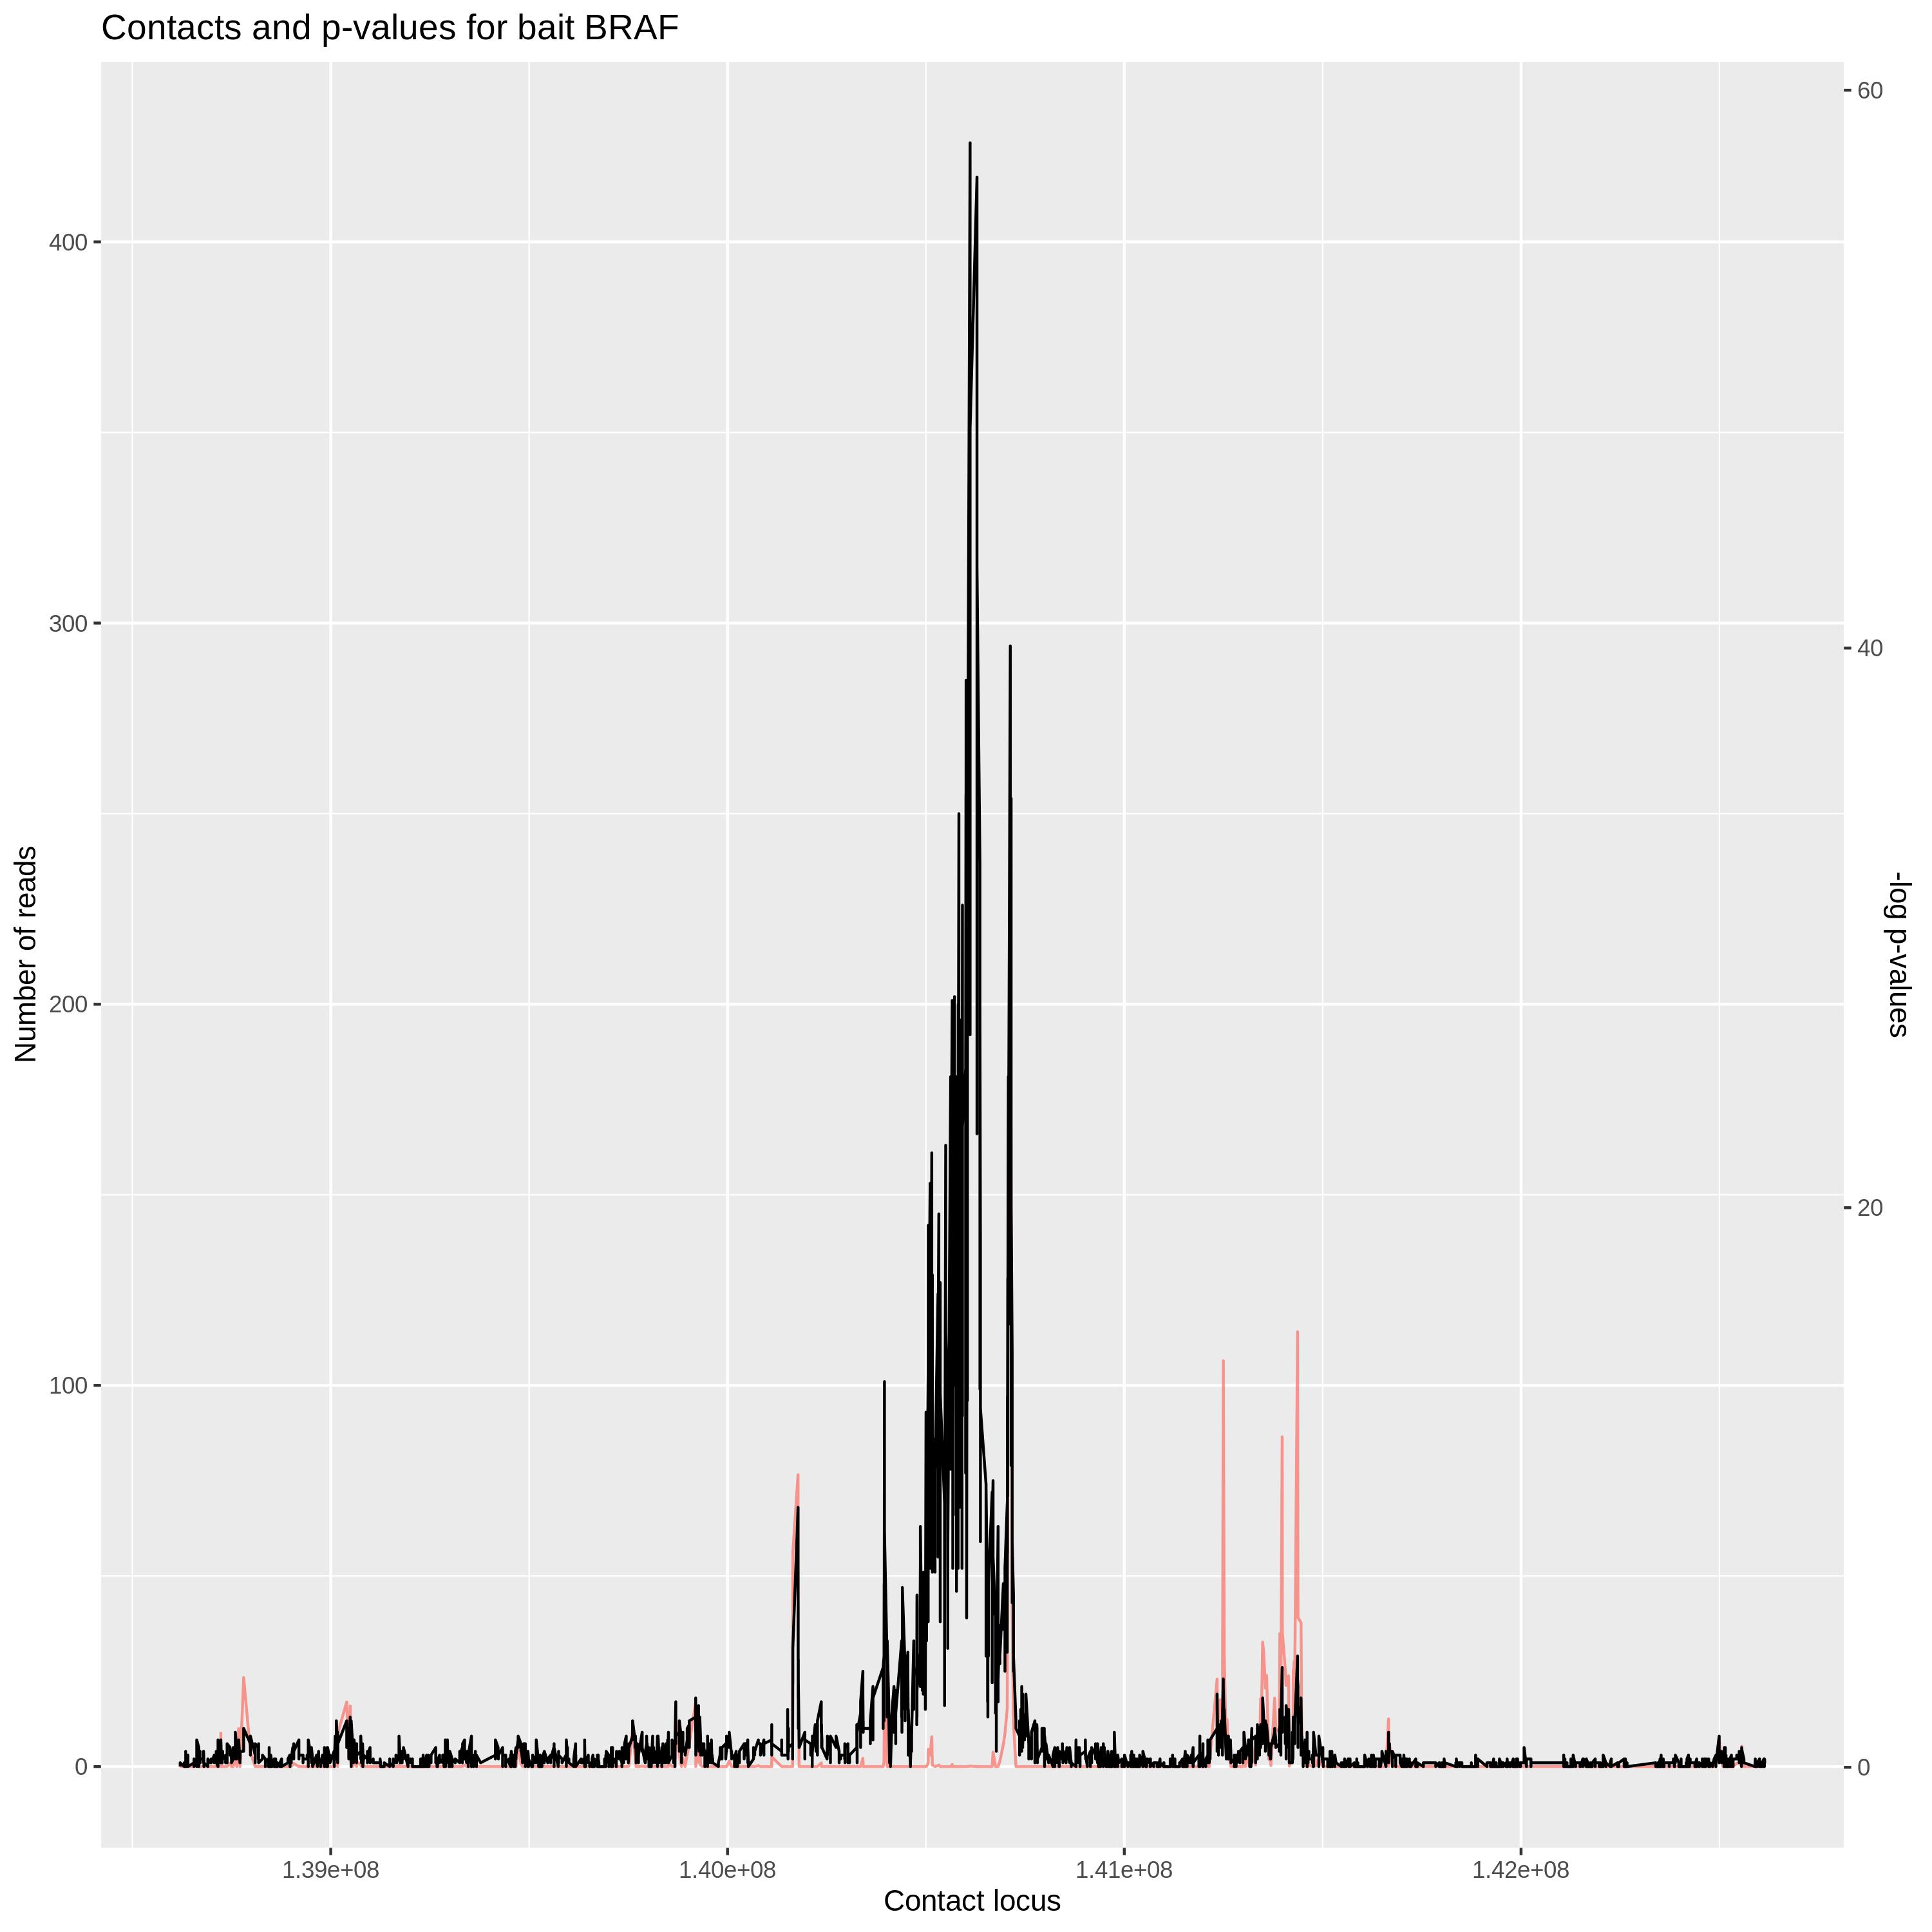 Contacts and p-values for bait BRAF
60
400
300
40
Number of reads
-log p-values
200
20
100
0
0
1.39e+08
1.40e+08
1.41e+08
1.42e+08
Contact locus